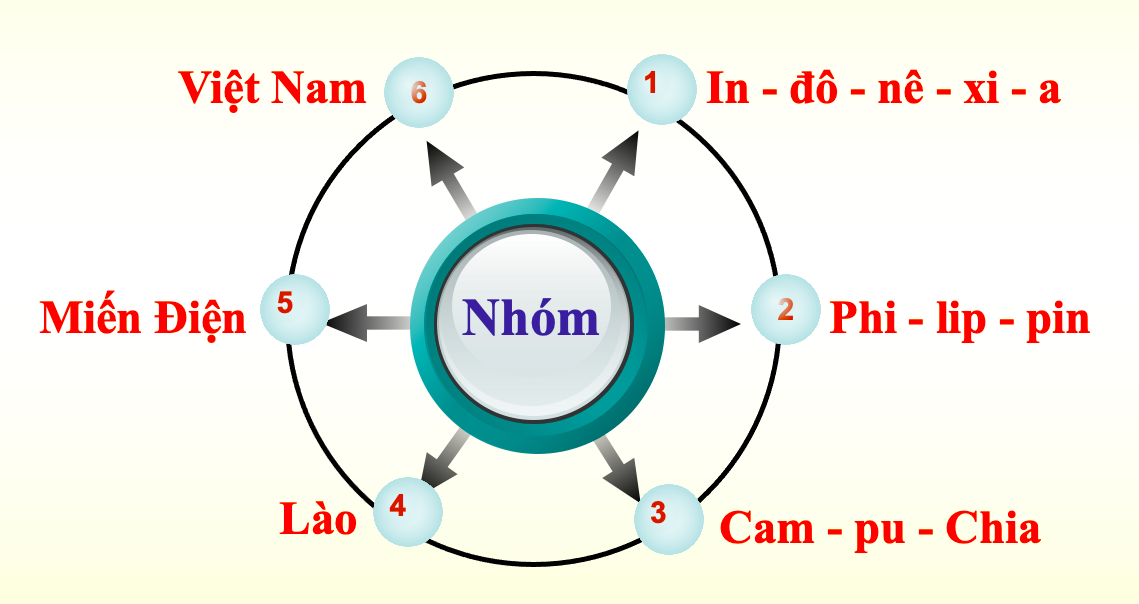 Nhóm
1
In - đô - nê - xi - a
2
Phi - lip - pin
3
Cam - pu - Chia
4
Lào
5
Miến Điện
6
Việt Nam